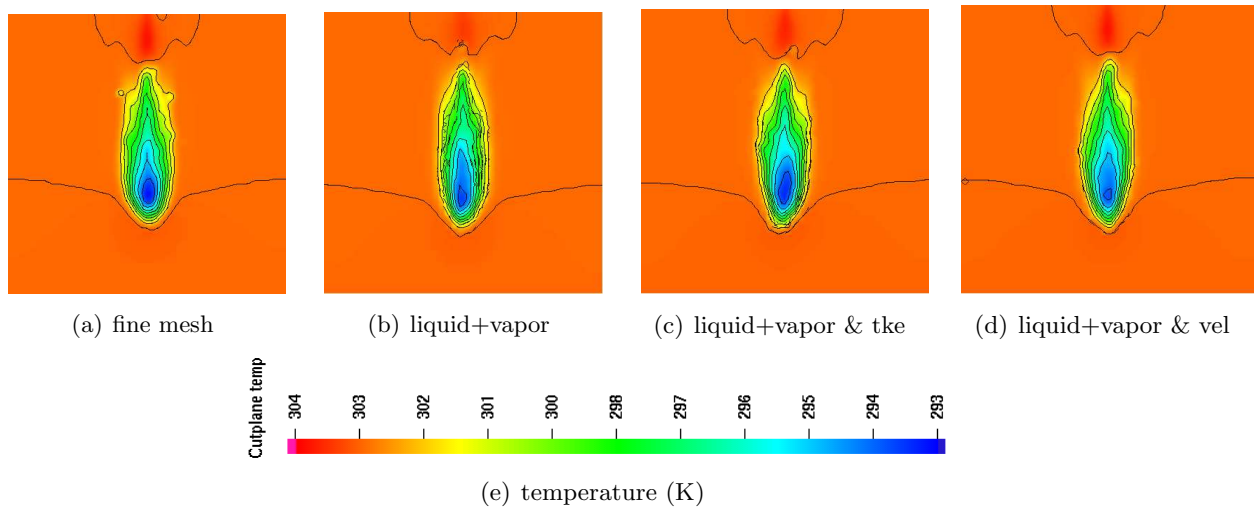 (a) fine mesh
(b) liquid+vapor
(c) liquid+vapor & tke
(d) liquid+vapor & vel
Cutplane temp
304
303
302
301
300
298
297
296
295
294
293
(e) temperature (K)